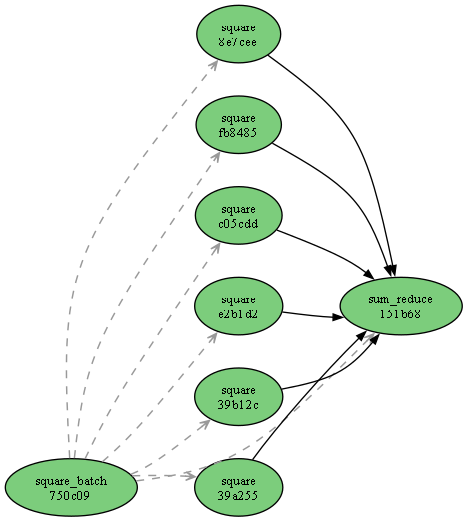 square
8e7cee
square
fb8485
square
c05cdd
square
e2b1d2
sum_reduce
151b68
square
39b12c
square_batch
750c09
square
39a255